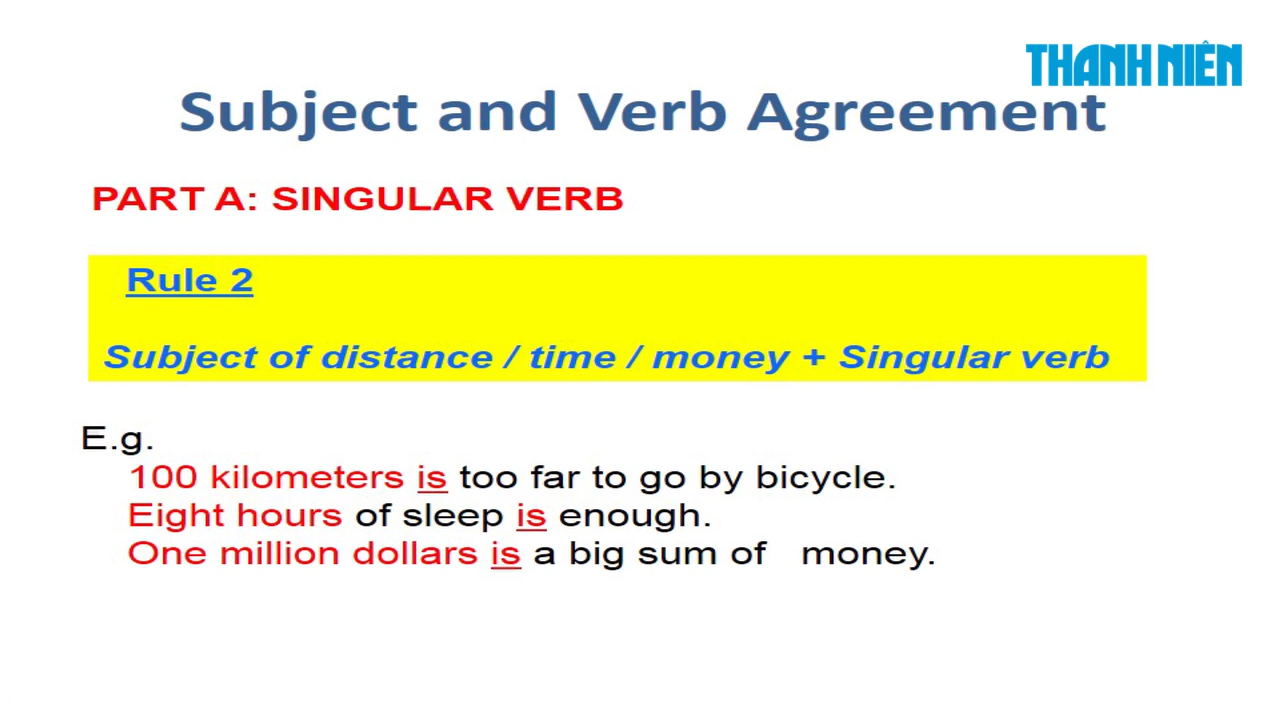 THANH NIÊN
Subject and Verb Agreement
PART A: SINGULAR VERB
Rule 2
Subject of distance / time / money + Singular verb
E.g.
100 kilometers is too far to go by bicycle.
Eight hours of sleep is enough.
One million dollars is a big sum of money.